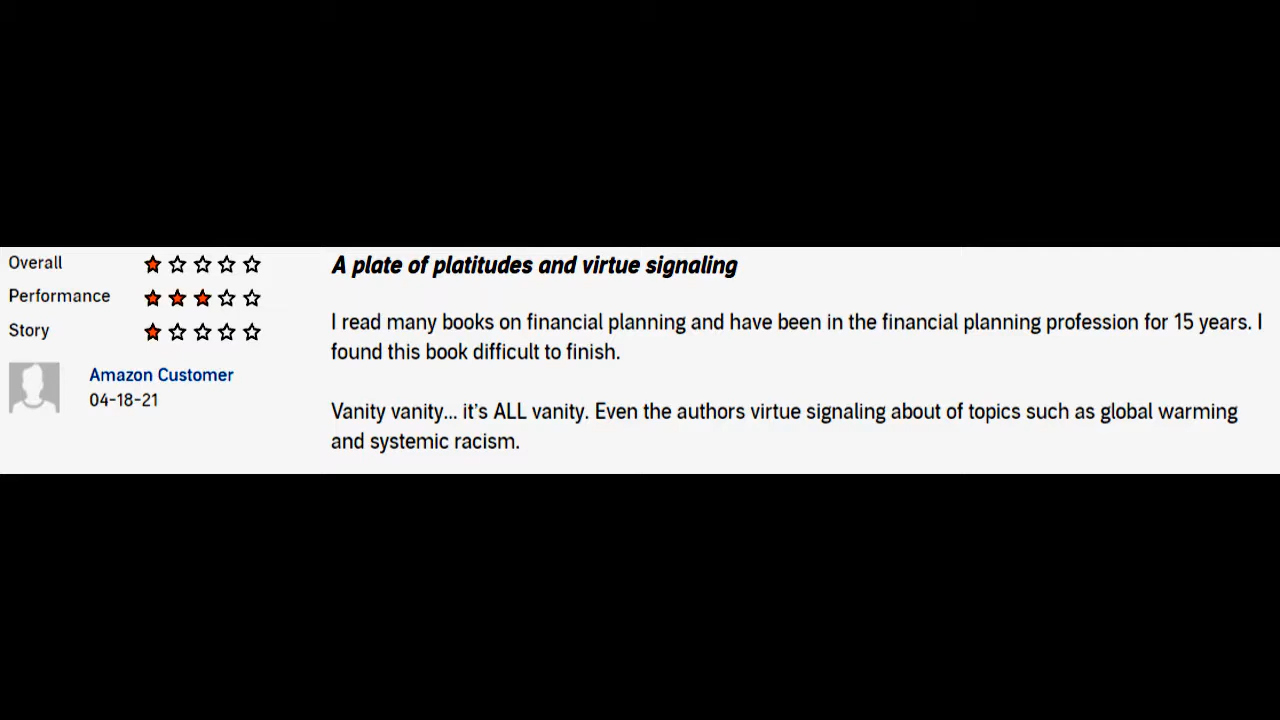 Overall
Performance
Story
Amazon Customer
04-18-21
A plate of platitudes and virtue signaling
I read many books on financial planning and have been in the financial planning profession for 15 years. I
found this book difficult to finish.
Vanity vanity... it's ALL vanity. Even the authors virtue signaling about of topics such as global warming
and systemic racism.